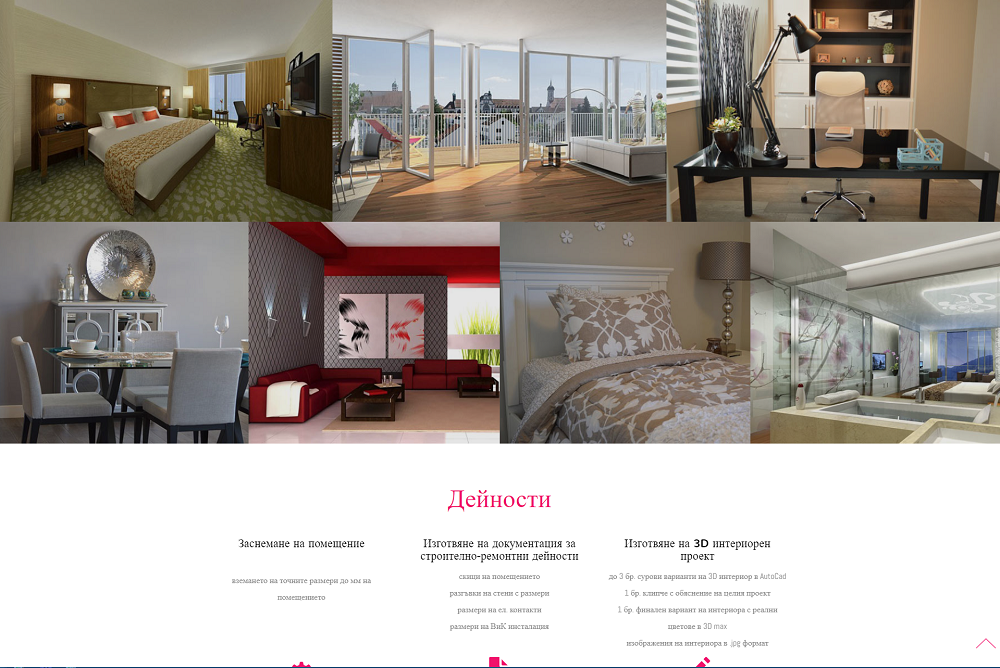 Дейности
Заснемане на помещение
вземането на точните размери до мм на
помещението
Изготвяне на документация за
строително-ремонтни дейности
скици на помещението
разгъвки на стени с размери
размери на ел. контакти
размери на ВиК инсталация
Изготвяне на 3D интериорен
проект
до 3 бр. сурови варианти на 3D интериор в AutoCad
1 бр. клипче с обяснение на целия проект
1 бр. финален вариант на интериора с реални
цветове в 3D max
изображения на интериора в .jpg формат